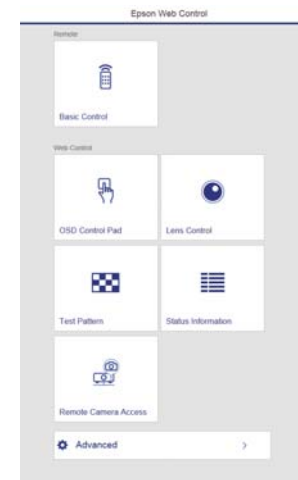 Epson Web Control
Remote
Basic Control
Web Control
OSD Control Pad
Lens Control
Test Pattern
Status Information
Remote Camera Access
Advanced